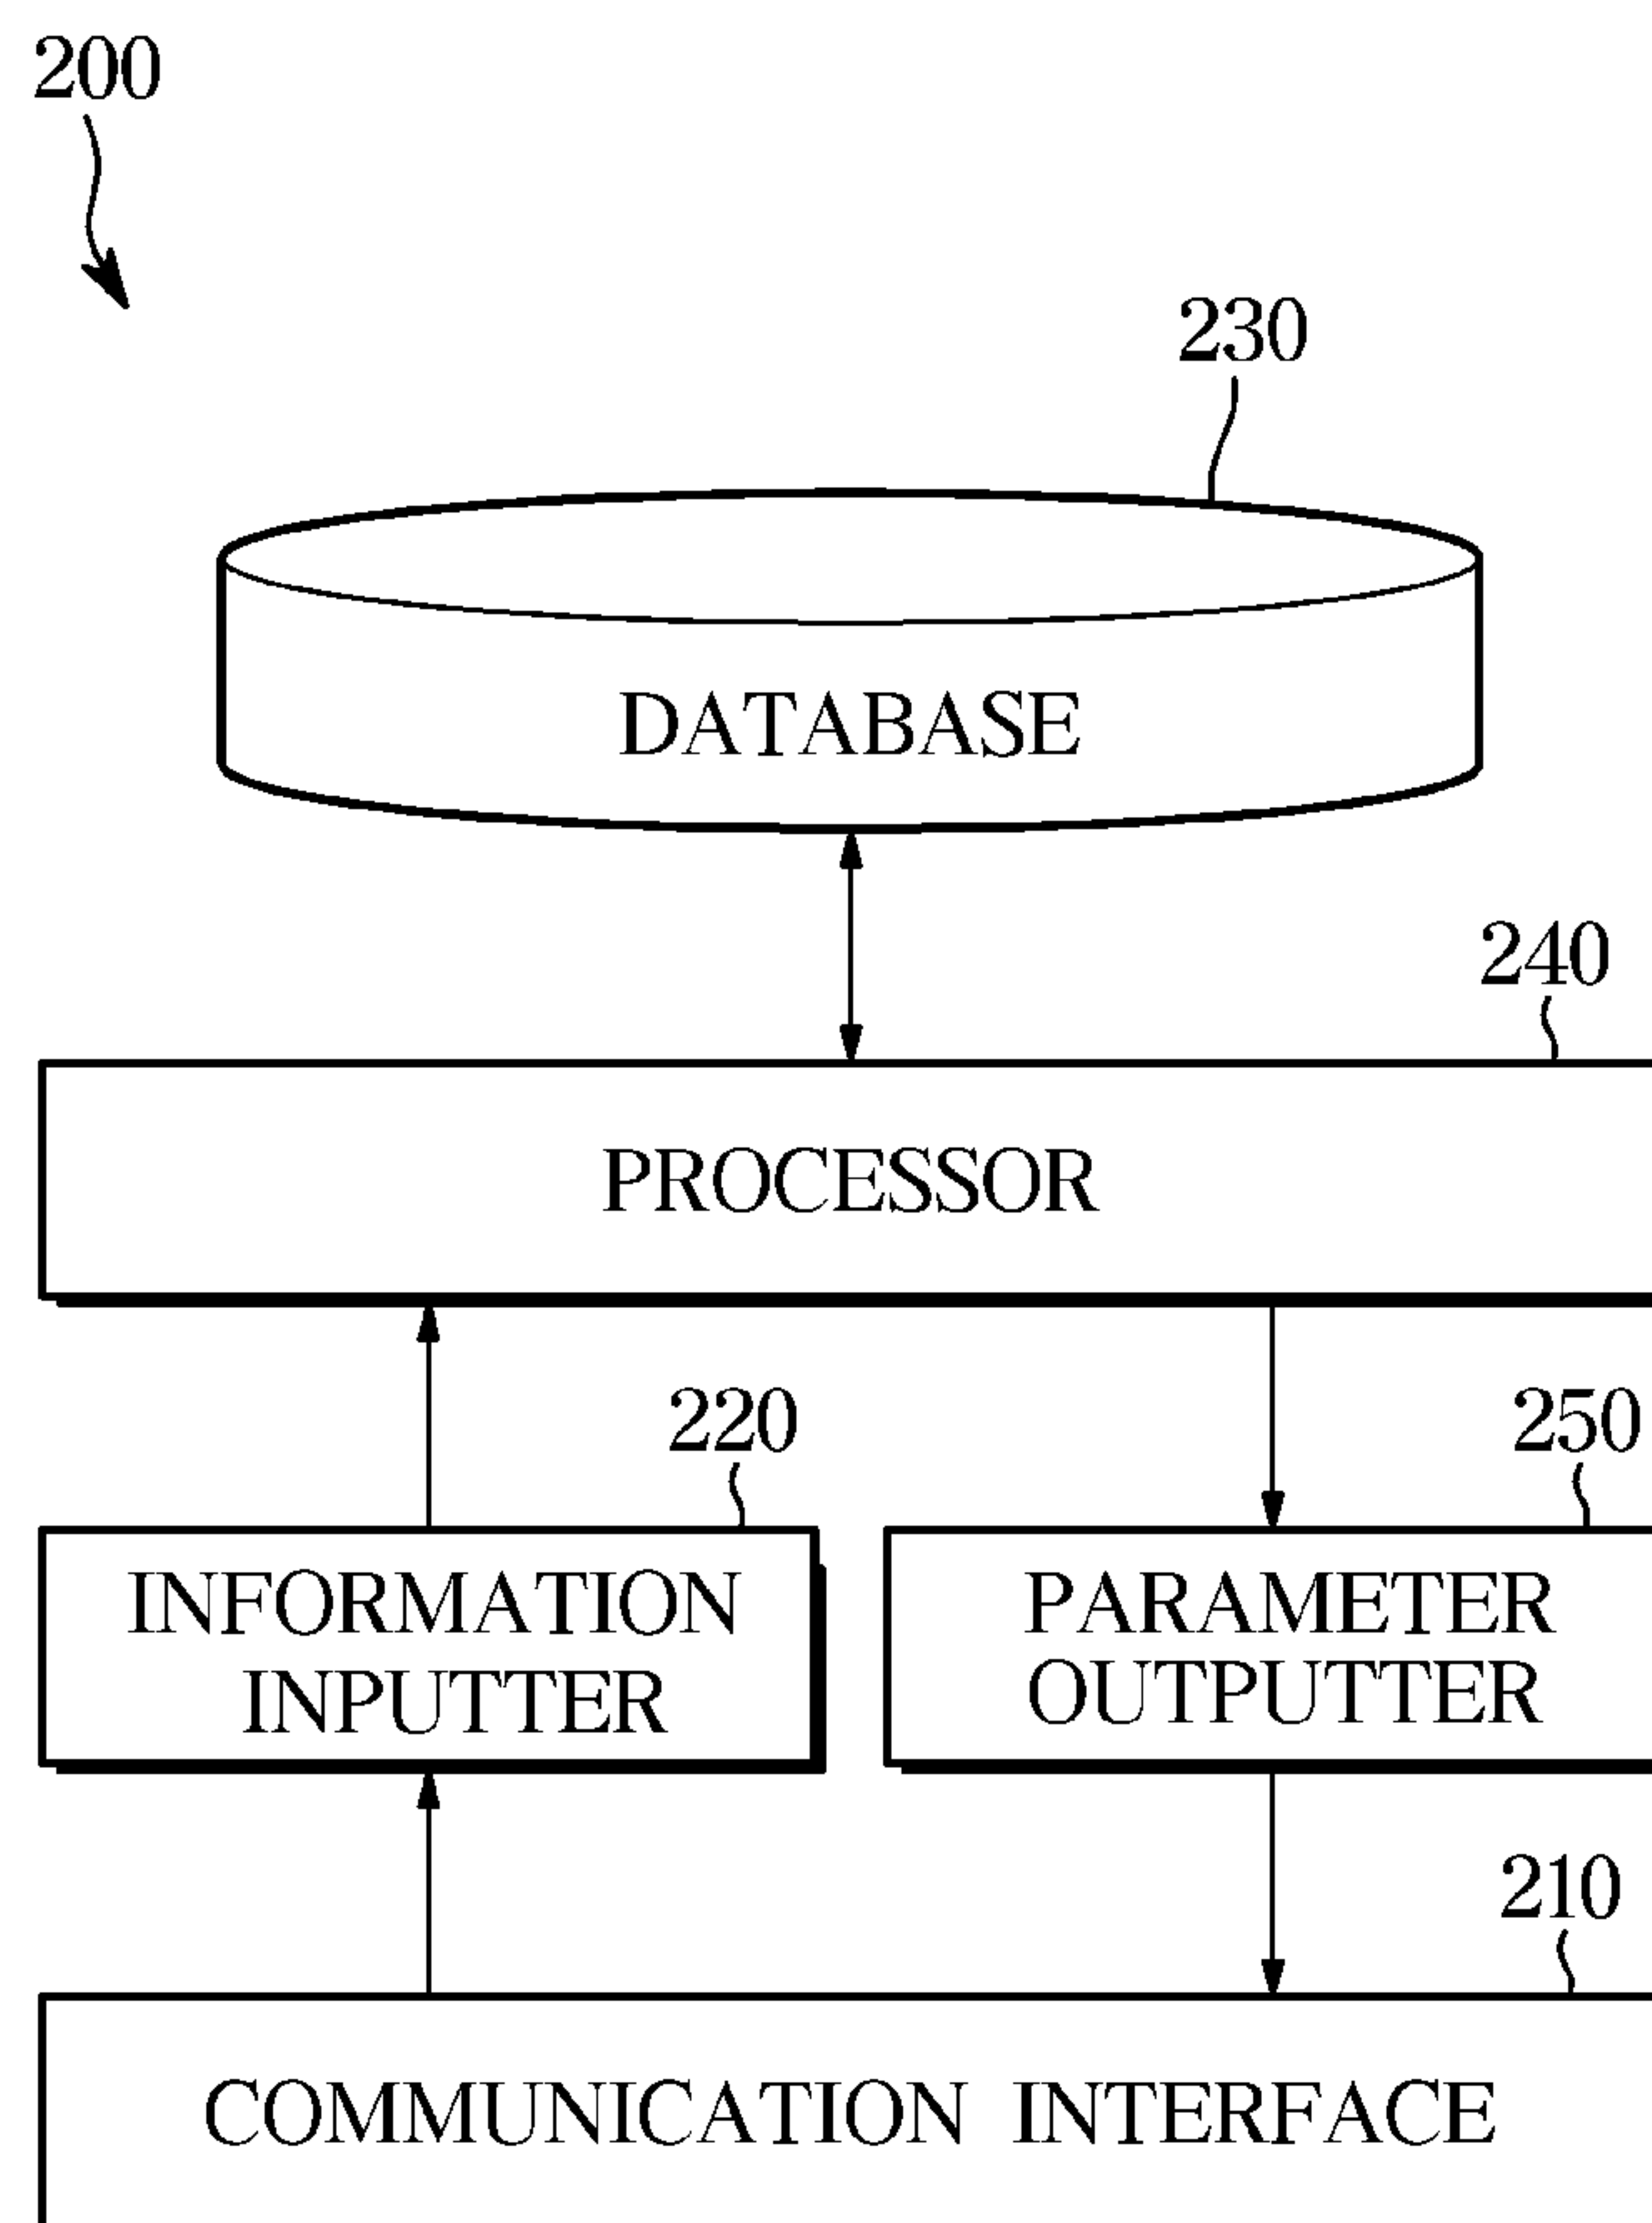 200
230
DATABASE
240
PROCESSOR
220
250
INFORMATION
INPUTTER
PARAMETER
OUTPUTTER
210
COMMUNICATION INTERFACE